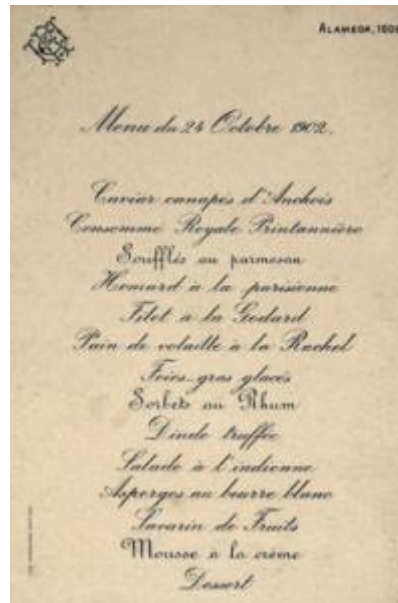 ALAMEDA, 
Menu du 24 Octobre 1902.
Caviar canapés d'Anchois
Consommé Royale Printannière
Soufflés au parmesan
Homard à la parisienne
Filet à la Godard
Pain de volaille à la Rachel
Foies-gras glacés
Sorbets au Rhum
Dinde truffée
Salade à l'indienne
Asperges au beurre blanc
Savarin de Fruits
Mousse à la crème
Dessert